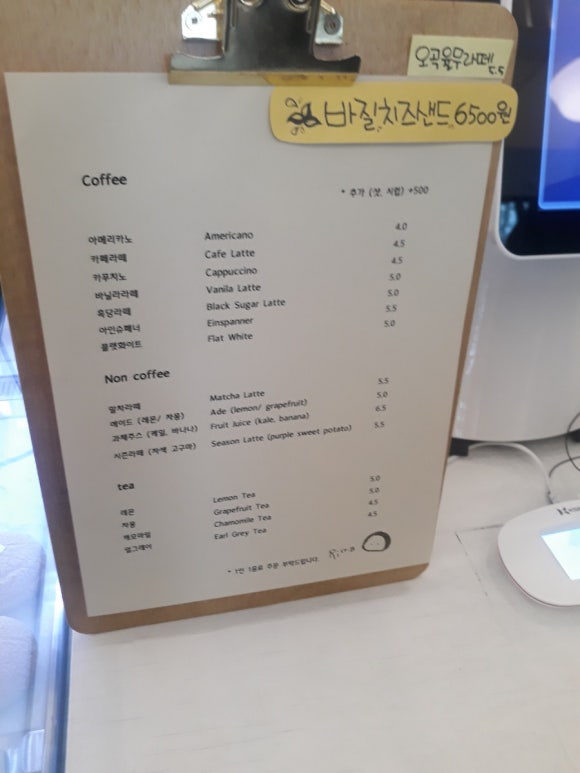 오곡율무라떼 5.5
바질치즈샌드 6500원
Coffee
* 추가 (샷, 시럽) +500
아메리카노 Americano 4.0
카페라떼 Cafe Latte 4.5
카푸치노 Cappuccino 4.5
바닐라라떼 Vanila Latte 5.0
흑당라떼 Black Sugar Latte 5.0
아인슈페너 Einspanner 5.5
플랫화이트 Flat White 5.0
Non coffee
말차라떼 Matcha Latte 5.5
에이드 (레몬/ 자몽) Ade (lemon/ grapefruit) 5.0
과채주스 (케일, 바나나) Fruit Juice (kale, banana) 6.5
시즌라떼 (자색 고구마) Season Latte (purple sweet potato) 5.5
tea
레몬 Lemon Tea 5.0
자몽 Grapefruit Tea 5.0
캐모마일 Chamomile Tea 4.5
얼그레이 Earl Grey Tea 4.5
* 1인 1음료 주문 부탁드립니다.